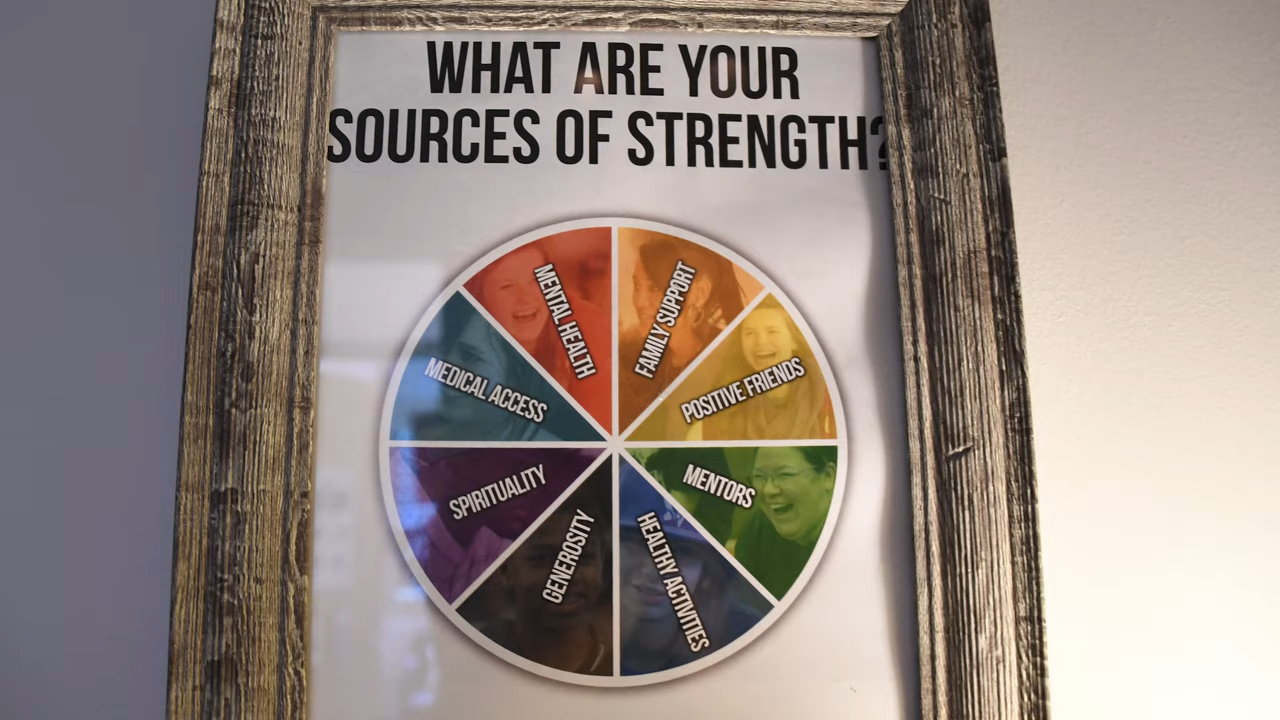 WHAT ARE YOUR
SOURCES OF STRENGTH?
MENTAL HEALTH
FAMILY SUPPORT
POSITIVE FRIENDS
MENTORS
HEALTHY ACTIVITIES
GENEROSITY
SPIRITUALITY
MEDICAL ACCESS